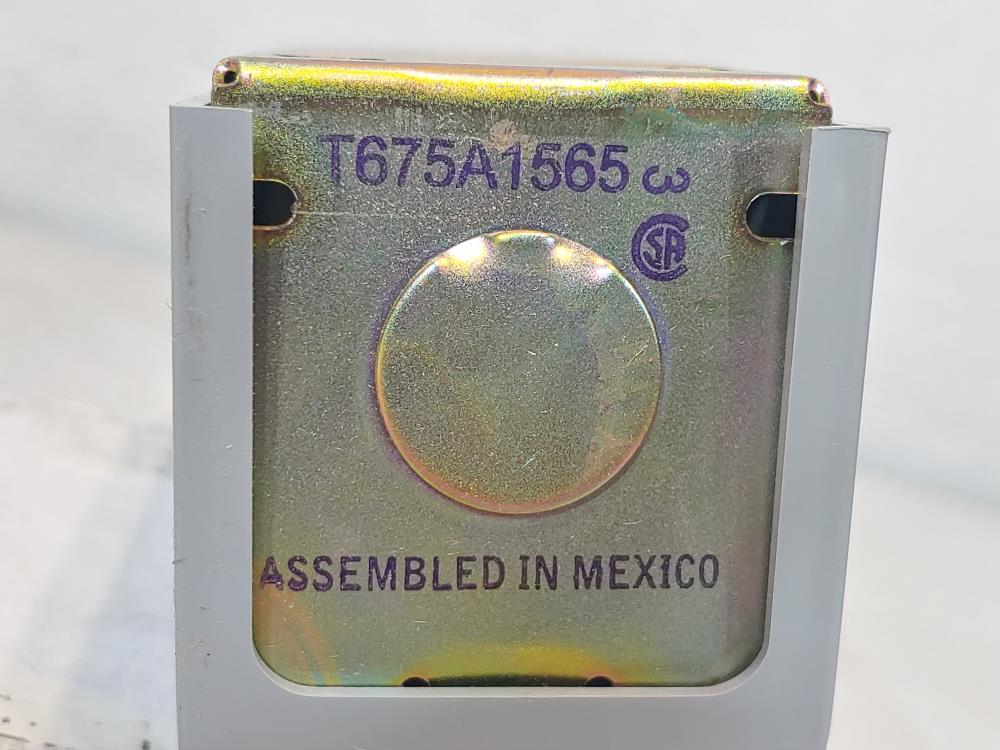 T675A1565 3
CSA
ASSEMBLED IN MEXICO